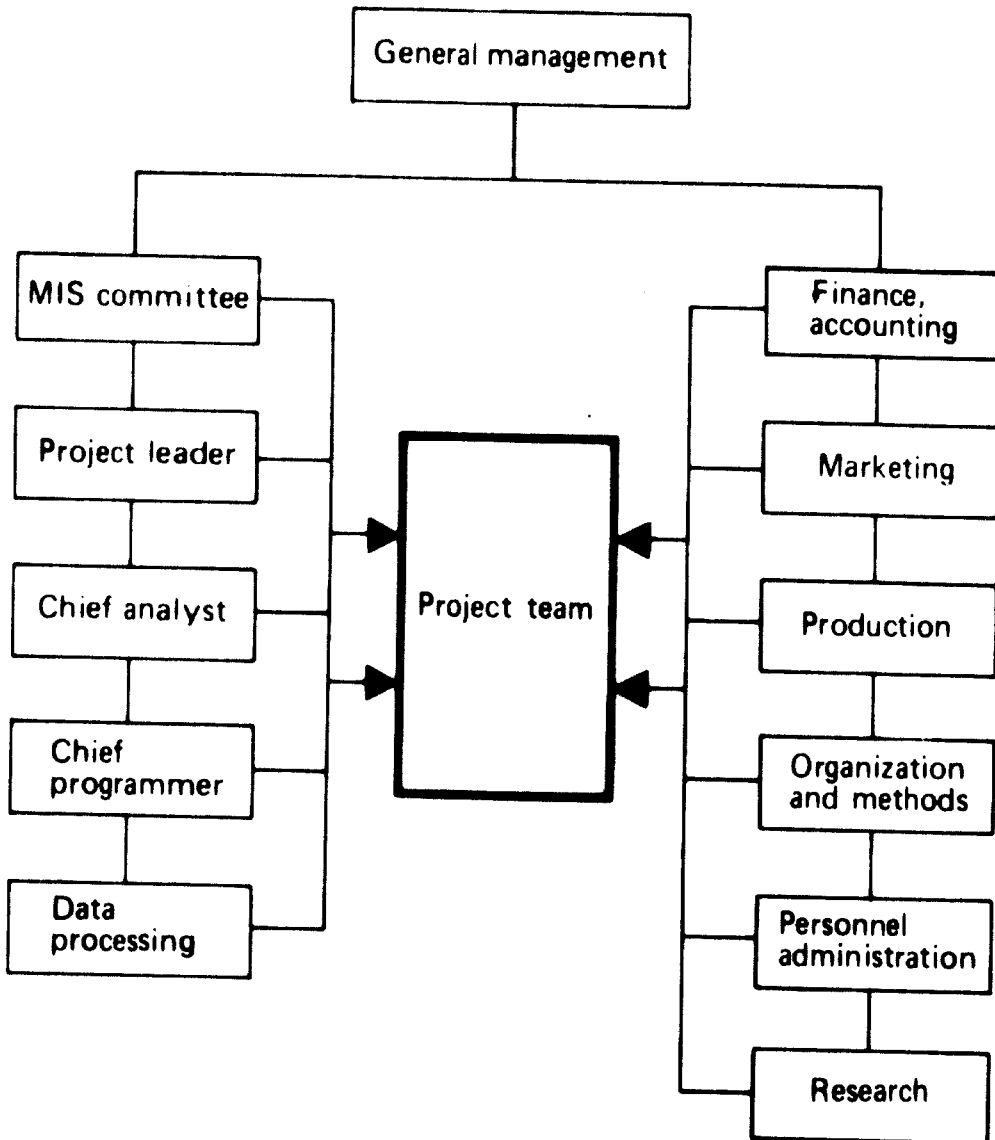 General management
MIS committee
Project leader
Chief analyst
Chief
programmer
Data
processing
Project team
Finance,
accounting
Marketing
Production
Organization
and methods
Personnel
administration
Research